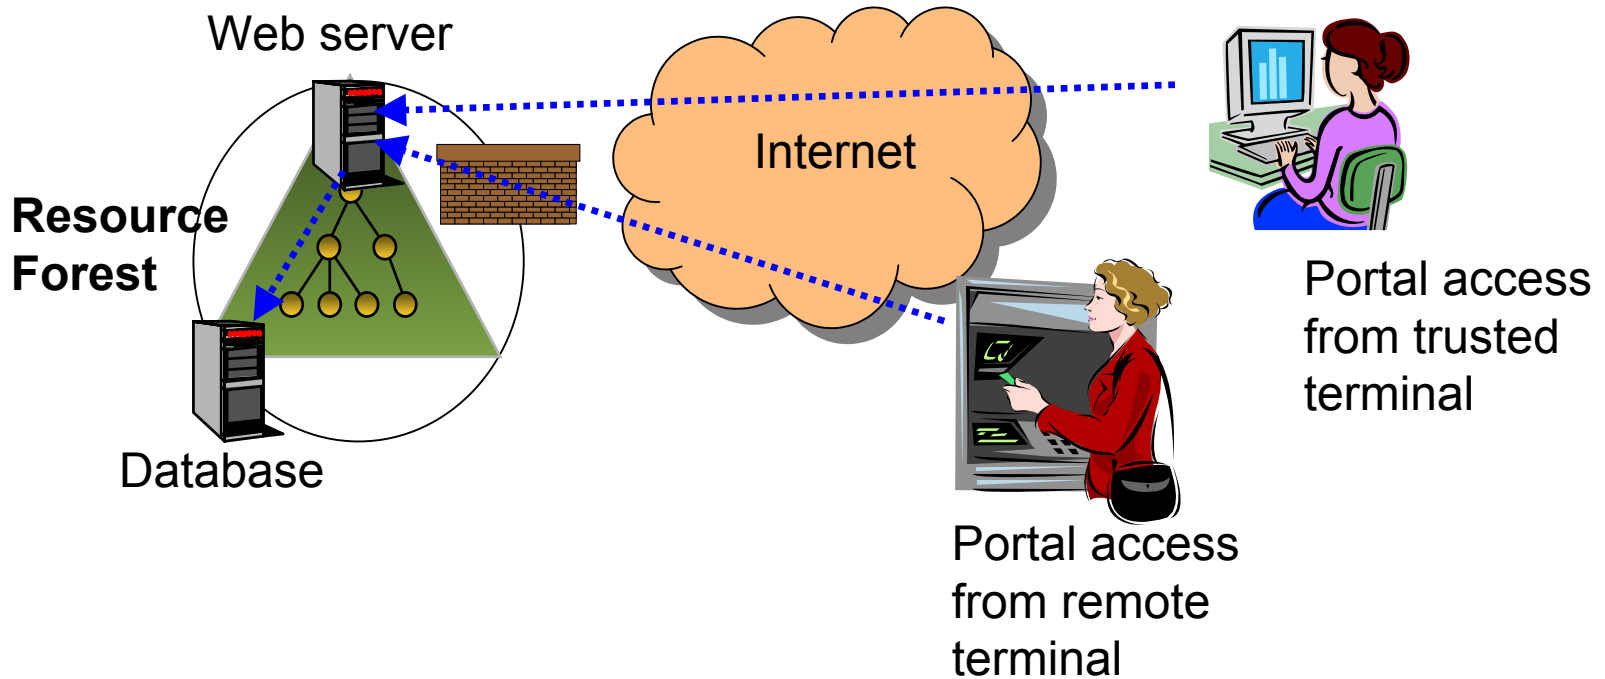 Web server
Internet
Resource
Forest
Database
Portal access
from trusted
terminal
Portal access
from remote
terminal